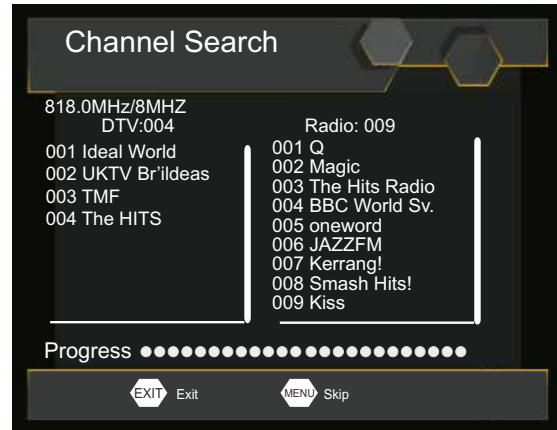 Channel Search
818.0MHz/8MHZ
DTV:004
001 Ideal World
002 UKTV Br'ildeas
003 TMF
004 The HITS
Radio: 009
001 Q
002 Magic
003 The Hits Radio
004 BBC World Sv.
005 oneword
006 JAZZFM
007 Kerrang!
008 Smash Hits!
009 Kiss
Progress
EXIT Exit
MENU Skip